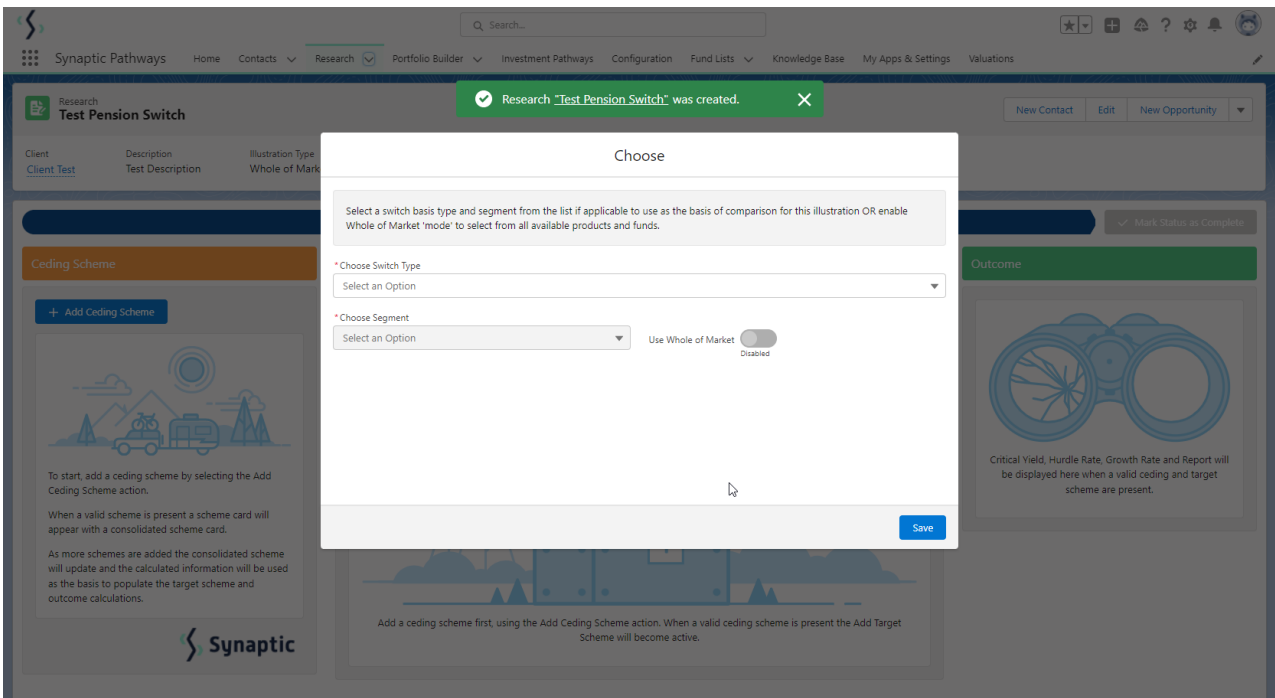 Search...
Synaptic Pathways Home Contacts Research Portfolio Builder Investment Pathways Configuration Fund Lists Knowledge Base My Apps & Settings Valuations
Research "Test Pension Switch" was created.
Research
Test Pension Switch
New Contact Edit New Opportunity
Client Description Illustration Type
Client Test Test Description Whole of Mark
Choose
Select a switch basis type and segment from the list if applicable to use as the basis of comparison for this illustration OR enable
Whole of Market 'mode' to select from all available products and funds.
*Choose Switch Type
Select an Option
*Choose Segment
Select an Option
Use Whole of Market
Disabled
Save
Mark Status as Complete
Ceding Scheme
+ Add Ceding Scheme
To start, add a ceding scheme by selecting the Add
Ceding Scheme action.
When a valid scheme is present a scheme card will
appear with a consolidated scheme card.
As more schemes are added the consolidated scheme
will update and the calculated information will be used
as the basis to populate the target scheme and
outcome calculations.
Synaptic
Add a ceding scheme first, using the Add Ceding Scheme action. When a valid ceding scheme is present the Add Target
Scheme will become active.
Outcome
Critical Yield, Hurdle Rate, Growth Rate and Report will
be displayed here when a valid ceding and target
scheme are present.